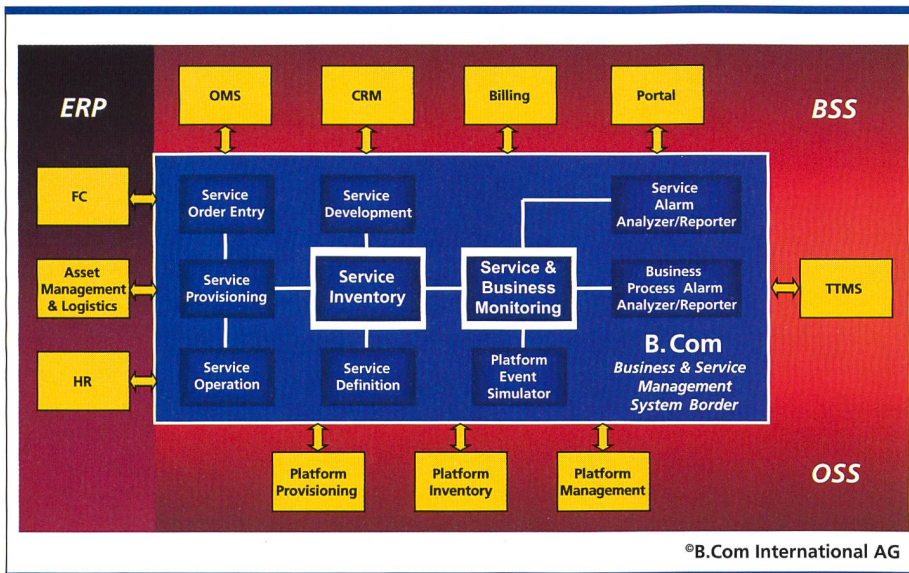 ERP
OMS
CRM
Billing
Portal
BSS
FC
Asset
Management
& Logistics
HR
Service
Order Entry
Service
Development
Service
Alarm
Analyzer/Reporter
Service
Provisioning
Service
Inventory
Service &
Business
Monitoring
Business
Process Alarm
Analyzer/Reporter
TTMS
Service
Operation
Service
Definition
Platform
Event
Simulator
B.Com
Business & Service
Management
System Border
Platform
Provisioning
Platform
Inventory
Platform
Management
OSS
©B.Com International AG